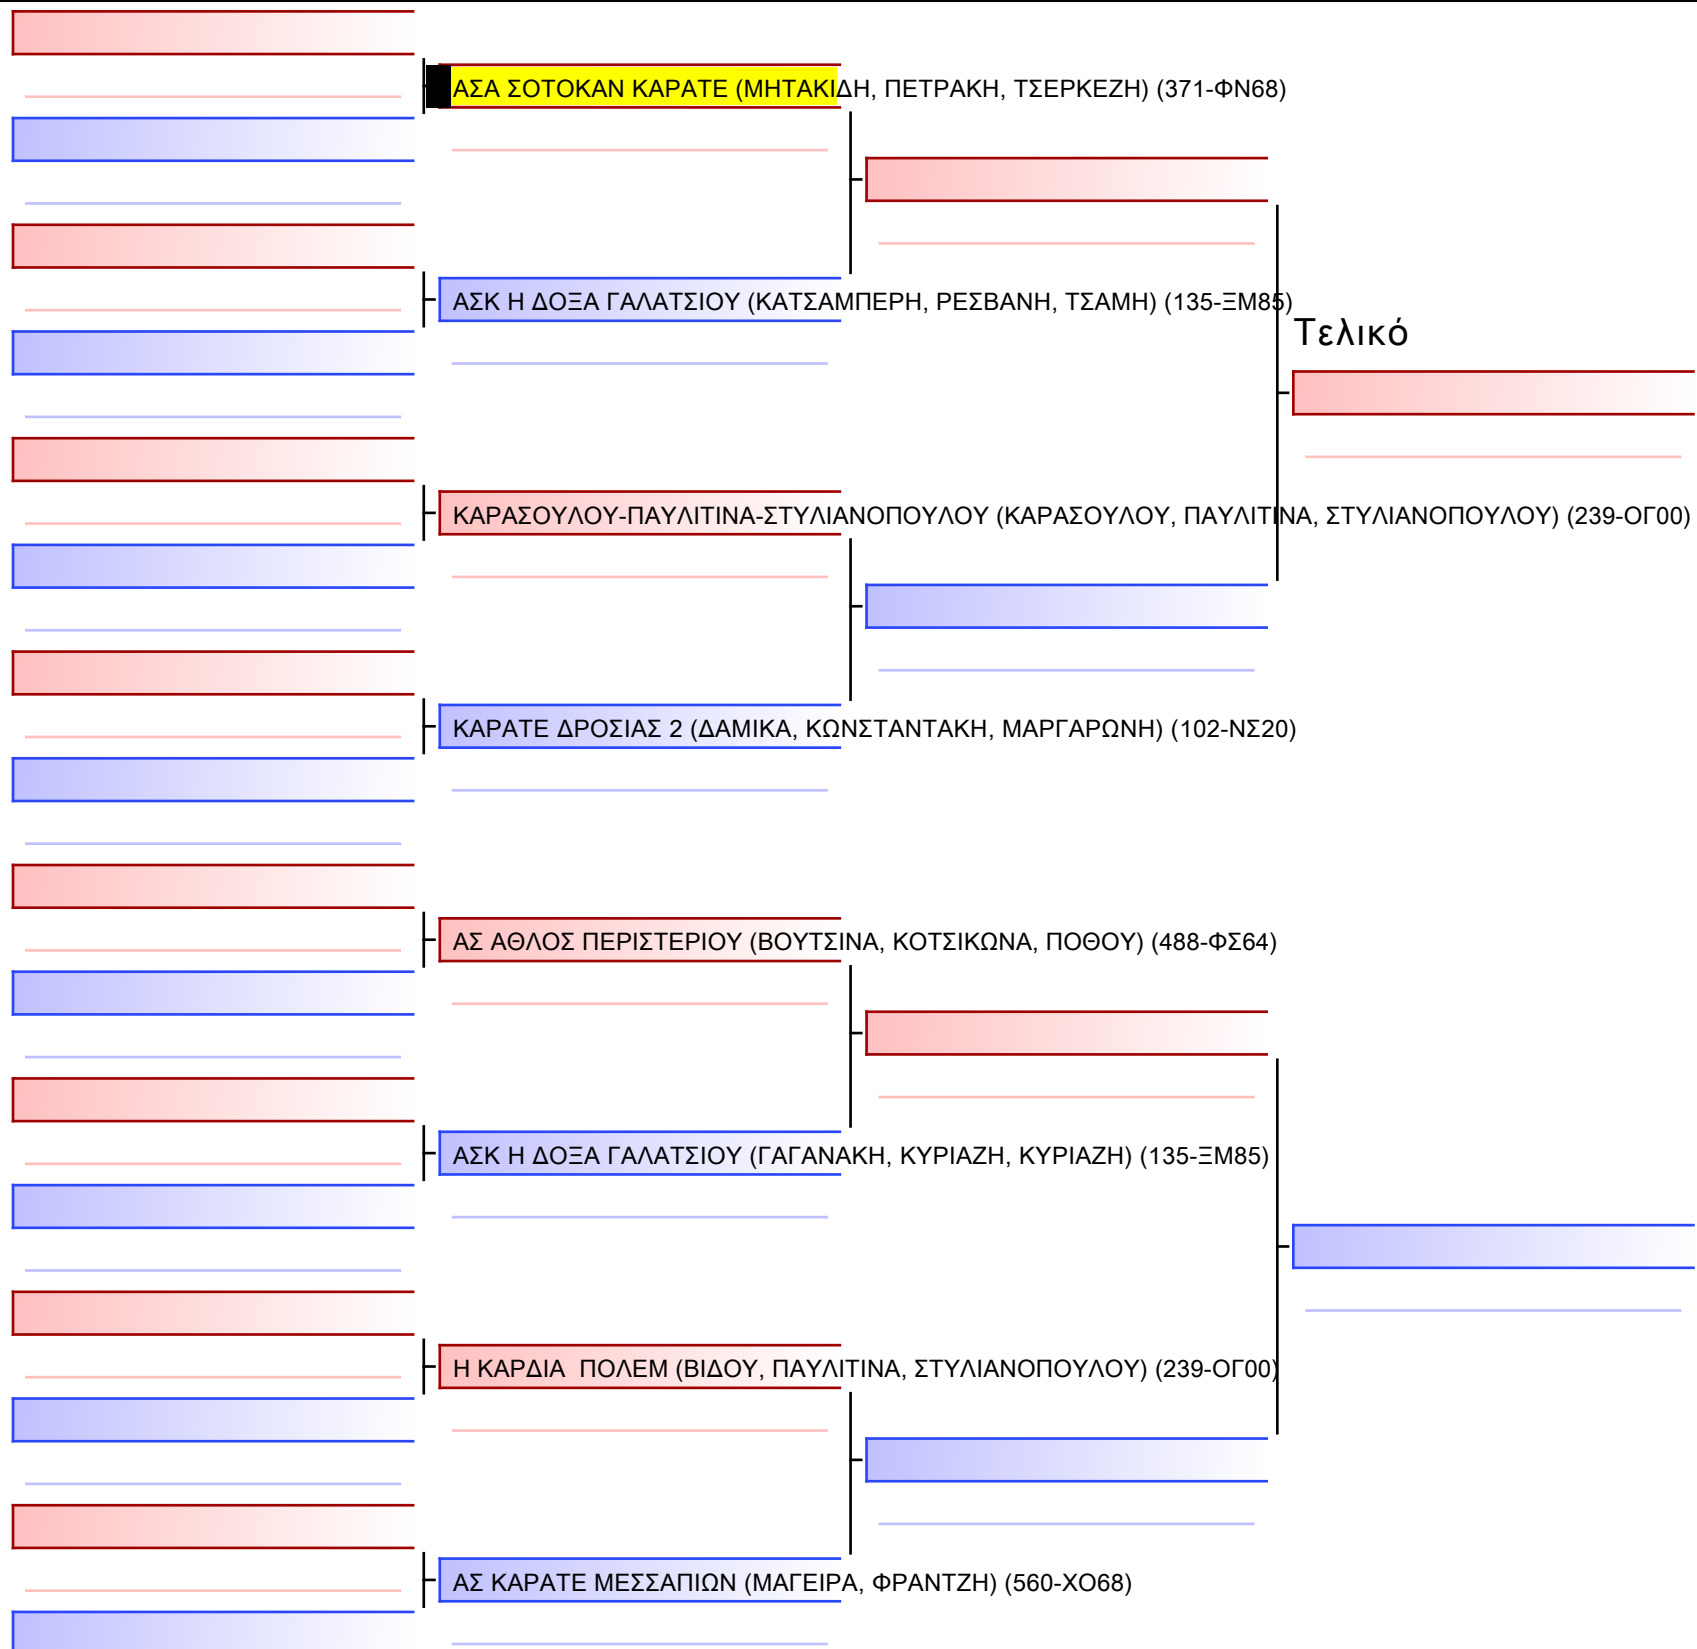 ΑΣΑ ΣΟΤΟΚΑΝ ΚΑΡΑΤΕ (ΜΗΤΑΚΙΔΗ, ΠΕΤΡΑΚΗ, ΤΣΕΡΚΕΖΗ) (371-ΦΝ68)
ΑΣΚ Η ΔΟΞΑ ΓΑΛΑΤΣΙΟΥ (ΚΑΤΣΑΜΠΕΡΗ, ΡΕΣΒΑΝΗ, ΤΣΑΜΗ) (135-ΞΜ85)
Τελικό
ΚΑΡΑΣΟΥΛΟΥ-ΠΑΥΛΙΤΙΝΑ-ΣΤΥΛΙΑΝΟΠΟΥΛΟΥ (ΚΑΡΑΣΟΥΛΟΥ, ΠΑΥΛΙΤΙΝΑ, ΣΤΥΛΙΑΝΟΠΟΥΛΟΥ) (239-ΟΓ00)
ΚΑΡΑΤΕ ΔΡΟΣΙΑΣ 2 (ΔΑΜΙΚΑ, ΚΩΝΣΤΑΝΤΑΚΗ, ΜΑΡΓΑΡΩΝΗ) (102-ΝΣ20)
ΑΣ ΑΘΛΟΣ ΠΕΡΙΣΤΕΡΙΟΥ (ΒΟΥΤΣΙΝΑ, ΚΟΤΣΙΚΩΝΑ, ΠΟΘΟΥ) (488-ΦΣ64)
ΑΣΚ Η ΔΟΞΑ ΓΑΛΑΤΣΙΟΥ (ΓΑΓΑΝΑΚΗ, ΚΥΡΙΑΖΗ, ΚΥΡΙΑΖΗ) (135-ΞΜ85)
Η ΚΑΡΔΙΑ  ΠΟΛΕΜ (ΒΙΔΟΥ, ΠΑΥΛΙΤΙΝΑ, ΣΤΥΛΙΑΝΟΠΟΥΛΟΥ) (239-ΟΓ00)
ΑΣ ΚΑΡΑΤΕ ΜΕΣΣΑΠΙΩΝ (ΜΑΓΕΙΡΑ, ΦΡΑΝΤΖΗ) (560-ΧΟ68)